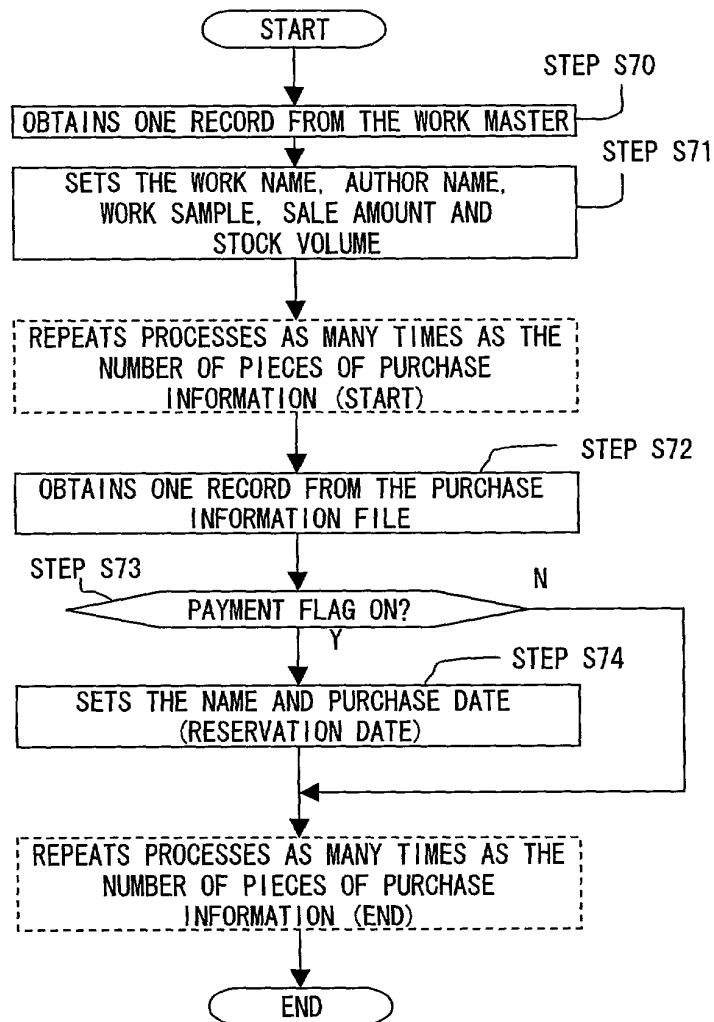 START
STEP S70
OBTAINS ONE RECORD FROM THE WORK MASTER
STEP S71
SETS THE WORK NAME, AUTHOR NAME,
WORK SAMPLE, SALE AMOUNT AND
STOCK VOLUME
REPEATS PROCESSES AS MANY TIMES AS THE
NUMBER OF PIECES OF PURCHASE
INFORMATION (START)
STEP S72
OBTAINS ONE RECORD FROM THE PURCHASE
INFORMATION FILE
STEP S73
N
PAYMENT FLAG ON?
Y
STEP S74
SETS THE NAME AND PURCHASE DATE
(RESERVATION DATE)
REPEATS PROCESSES AS MANY TIMES AS THE
NUMBER OF PIECES OF PURCHASE
INFORMATION (END)
END